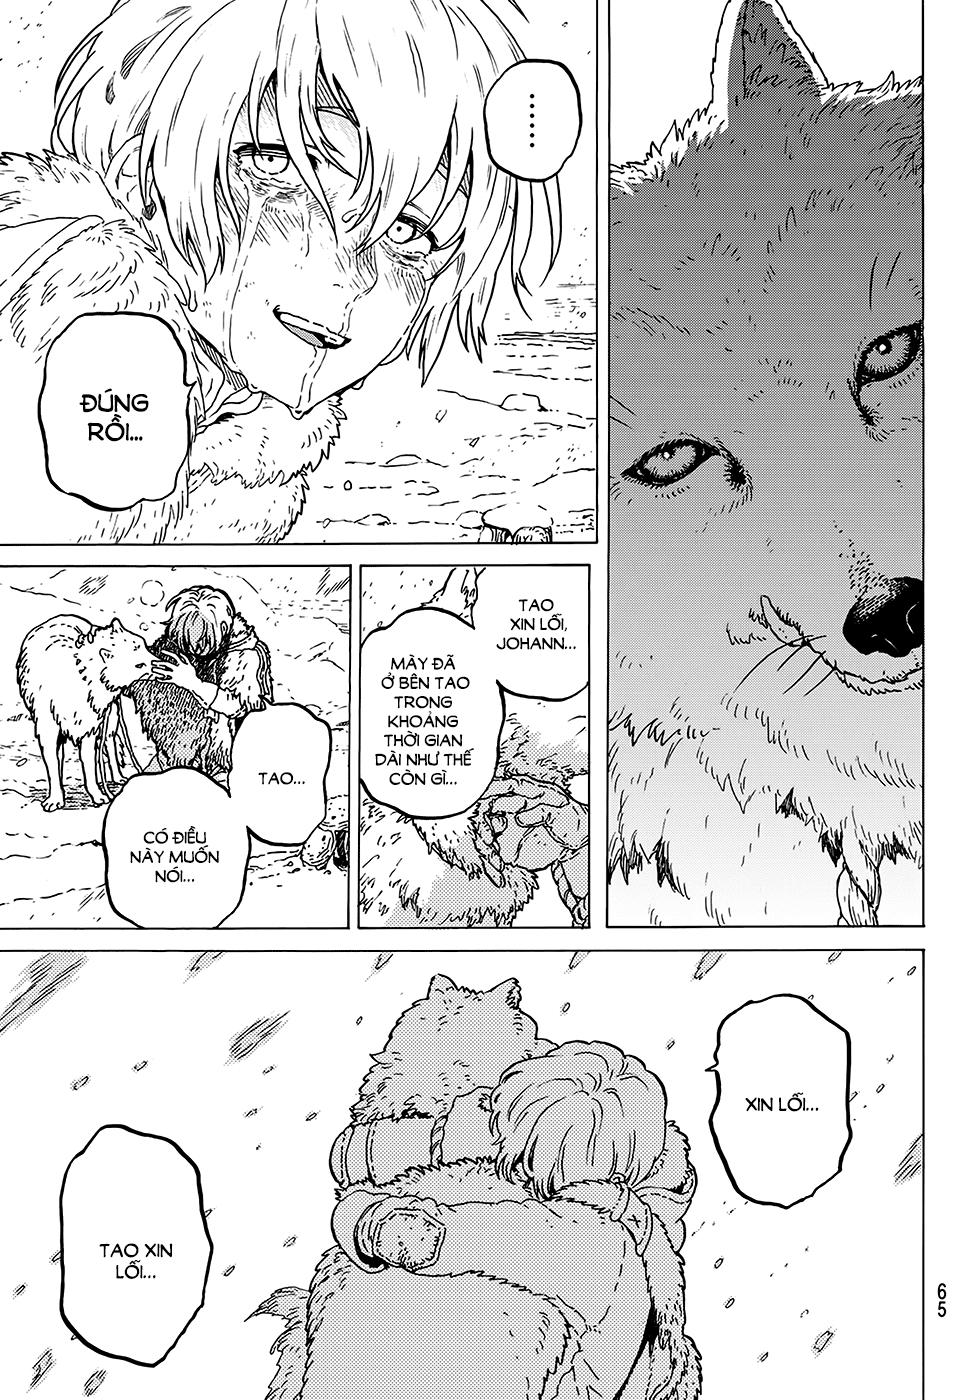 ......
ĐÚNG
RỒI...
TAO
XIN LỖI,
JOHANN...
MÀY ĐÃ
Ở BÊN TAO
TRONG
KHOẢNG
THỜI GIAN
DÀI NHƯ THẾ
CÒN GÌ...
TAO...
CÓ ĐIỀU
NÀY MUỐN
NÓI...
XIN LỖI...
TAO XIN
LỖI...
65